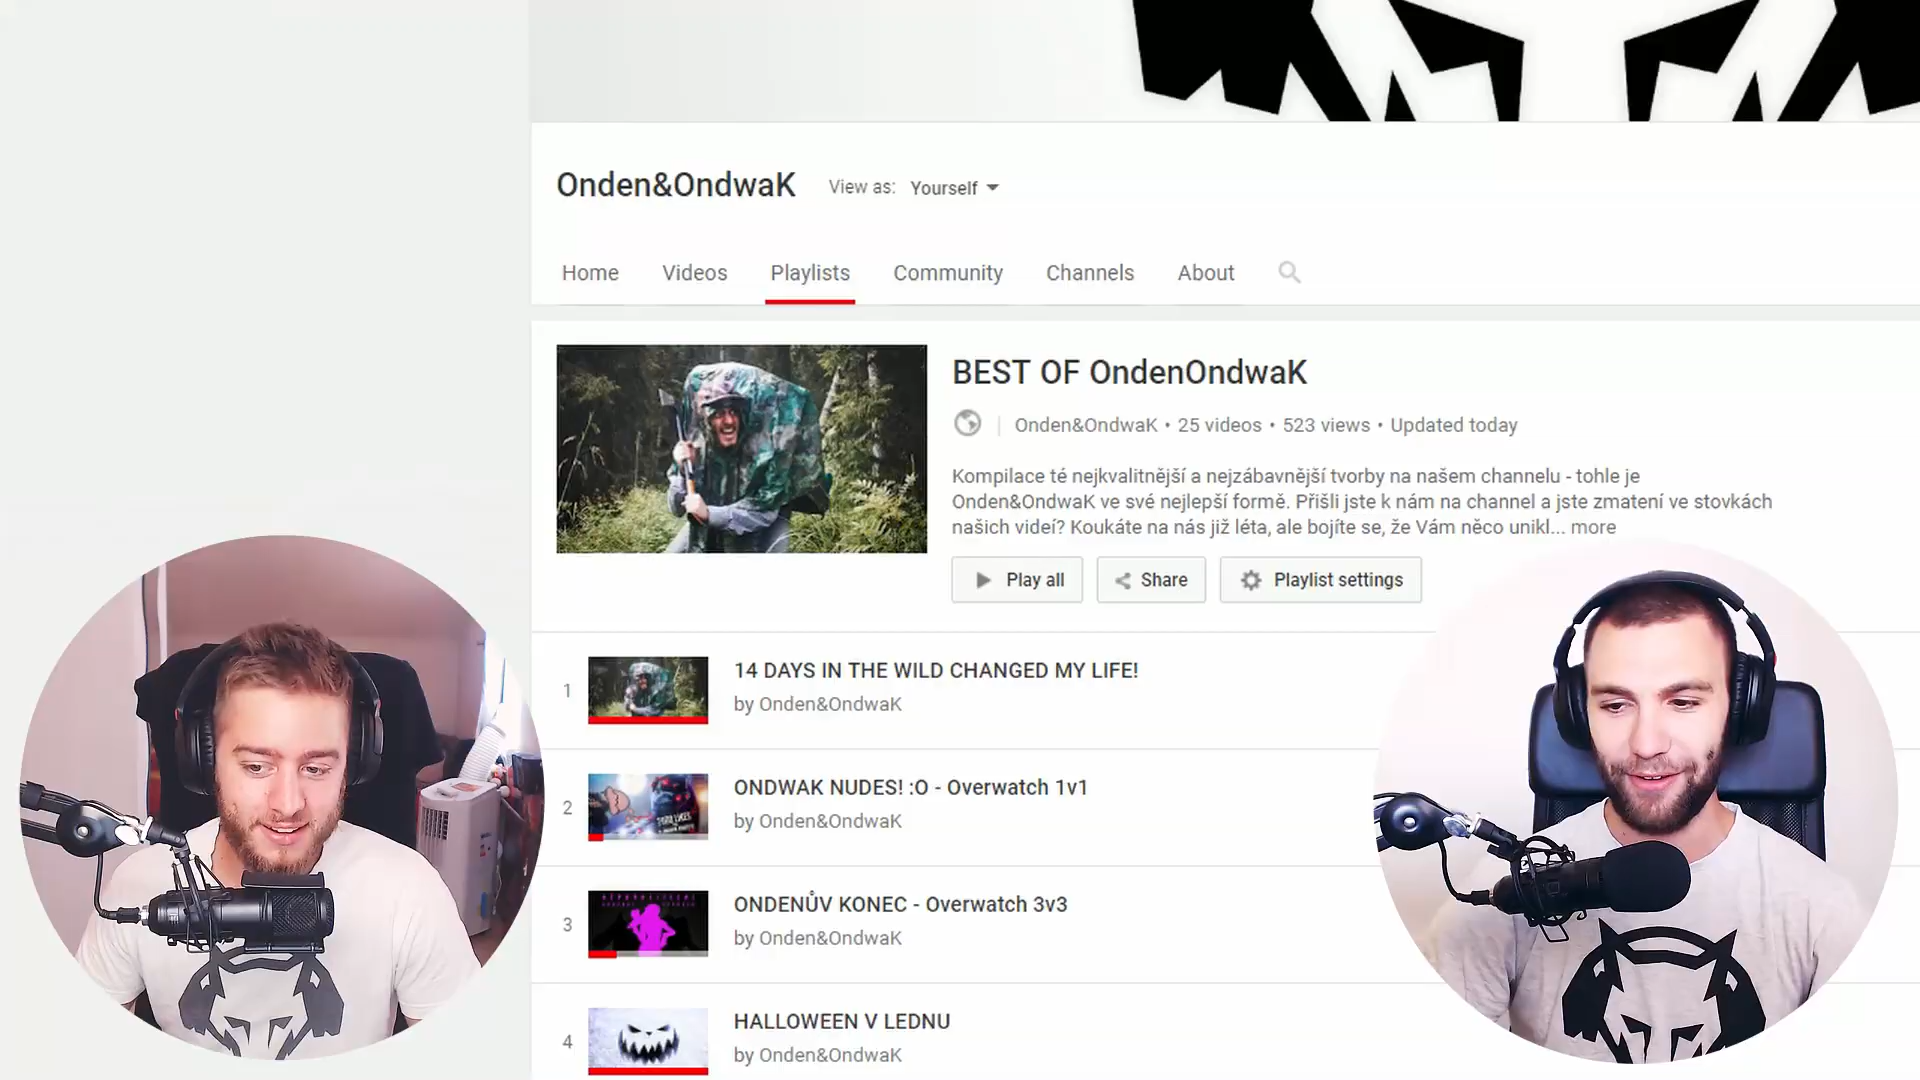 Onden&OndwaK View as: Yourself
Home Videos Playlists Community Channels About
BEST OF OndenOndwaK
Onden&OndwaK • 25 videos • 523 views • Updated today
Kompilace té nejkvalitnější a nejzábavnější tvorby na našem channelu - tohle je
Onden&OndwaK ve své nejlepší formě. Přišli jste k nám na channel a jste zmatení ve stovkách
našich videí? Koukáte na nás již léta, ale bojíte se, že Vám něco unikl... more
Play all Share Playlist settings
1 14 DAYS IN THE WILD CHANGED MY LIFE!
by Onden&OndwaK
2 ONDWAK NUDES! :O - Overwatch 1v1
by Onden&OndwaK
3 ONDENŮV KONEC - Overwatch 3v3
by Onden&OndwaK
4 HALLOWEEN V LEDNU
by Onden&OndwaK